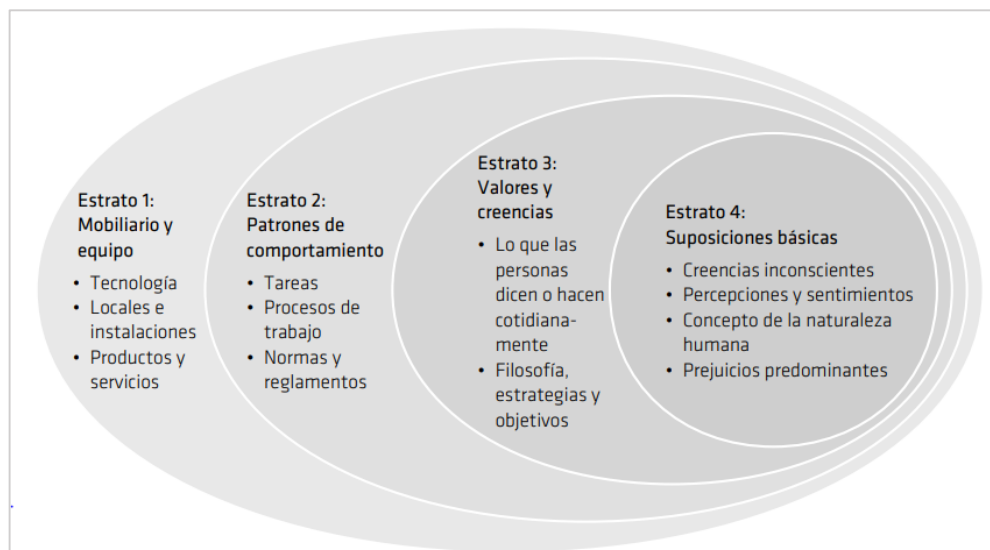 Estrato 1:
Mobiliario y
equipo
• Tecnología
• Locales e
instalaciones
• Productos y
servicios
Estrato 2:
Patrones de
comportamiento
• Tareas
• Procesos de
trabajo
• Normas y
reglamentos
Estrato 3:
Valores y
creencias
• Lo que las
personas
dicen o hacen
cotidiana-
mente
• Filosofía,
estrategias y
objetivos
Estrato 4:
Suposiciones básicas
• Creencias inconscientes
• Percepciones y sentimientos
• Concepto de la naturaleza
humana
• Prejuicios predominantes